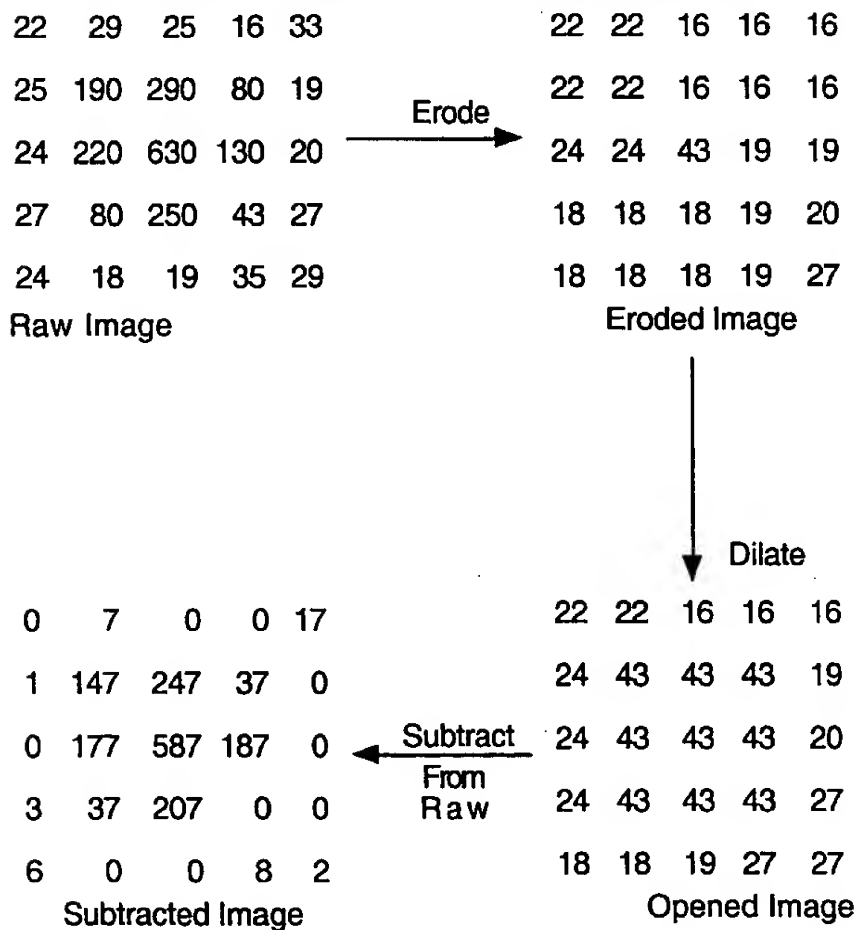 22 29 25 16 33
25 190 290 80 19
24 220 630 130 20
27 80 250 43 27
24 18 19 35 29
Raw Image
Erode
22 22 16 16 16
22 22 16 16 16
24 24 43 19 19
18 18 18 19 20
18 18 18 19 27
Eroded Image
Dilate
22 22 16 16 16
24 43 43 43 19
24 43 43 43 20
24 43 43 43 27
18 18 19 27 27
Opened Image
Subtract
From
Raw
0 7 0 0 17
1 147 247 37 0
0 177 587 187 0
3 37 207 0 0
6 0 0 8 2
Subtracted Image